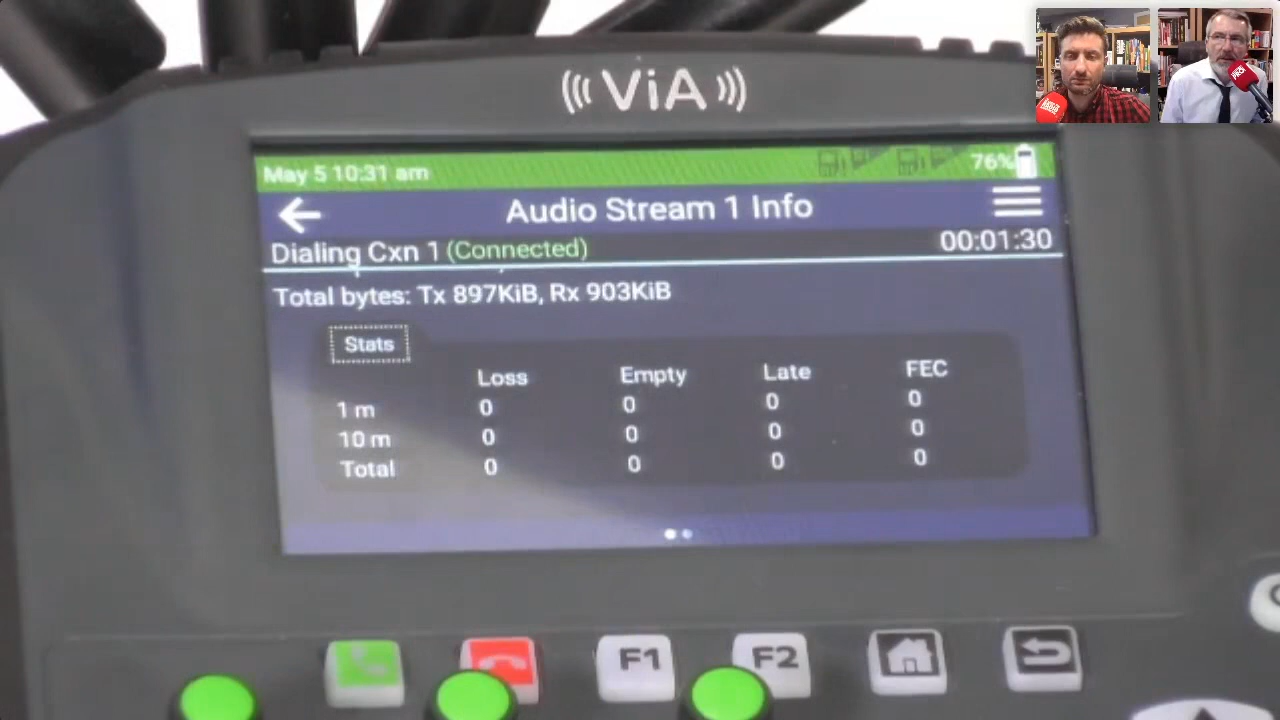 ViA
May 5 10:31 am 76%
Audio Stream 1 Info
Dialing Cxn 1 (Connected) 00:01:30
Total bytes: Tx 897KiB, Rx 903KiB
Stats
Loss Empty Late FEC
1 m 0 0 0 0
10 m 0 0 0 0
Total 0 0 0 0
F1 F2